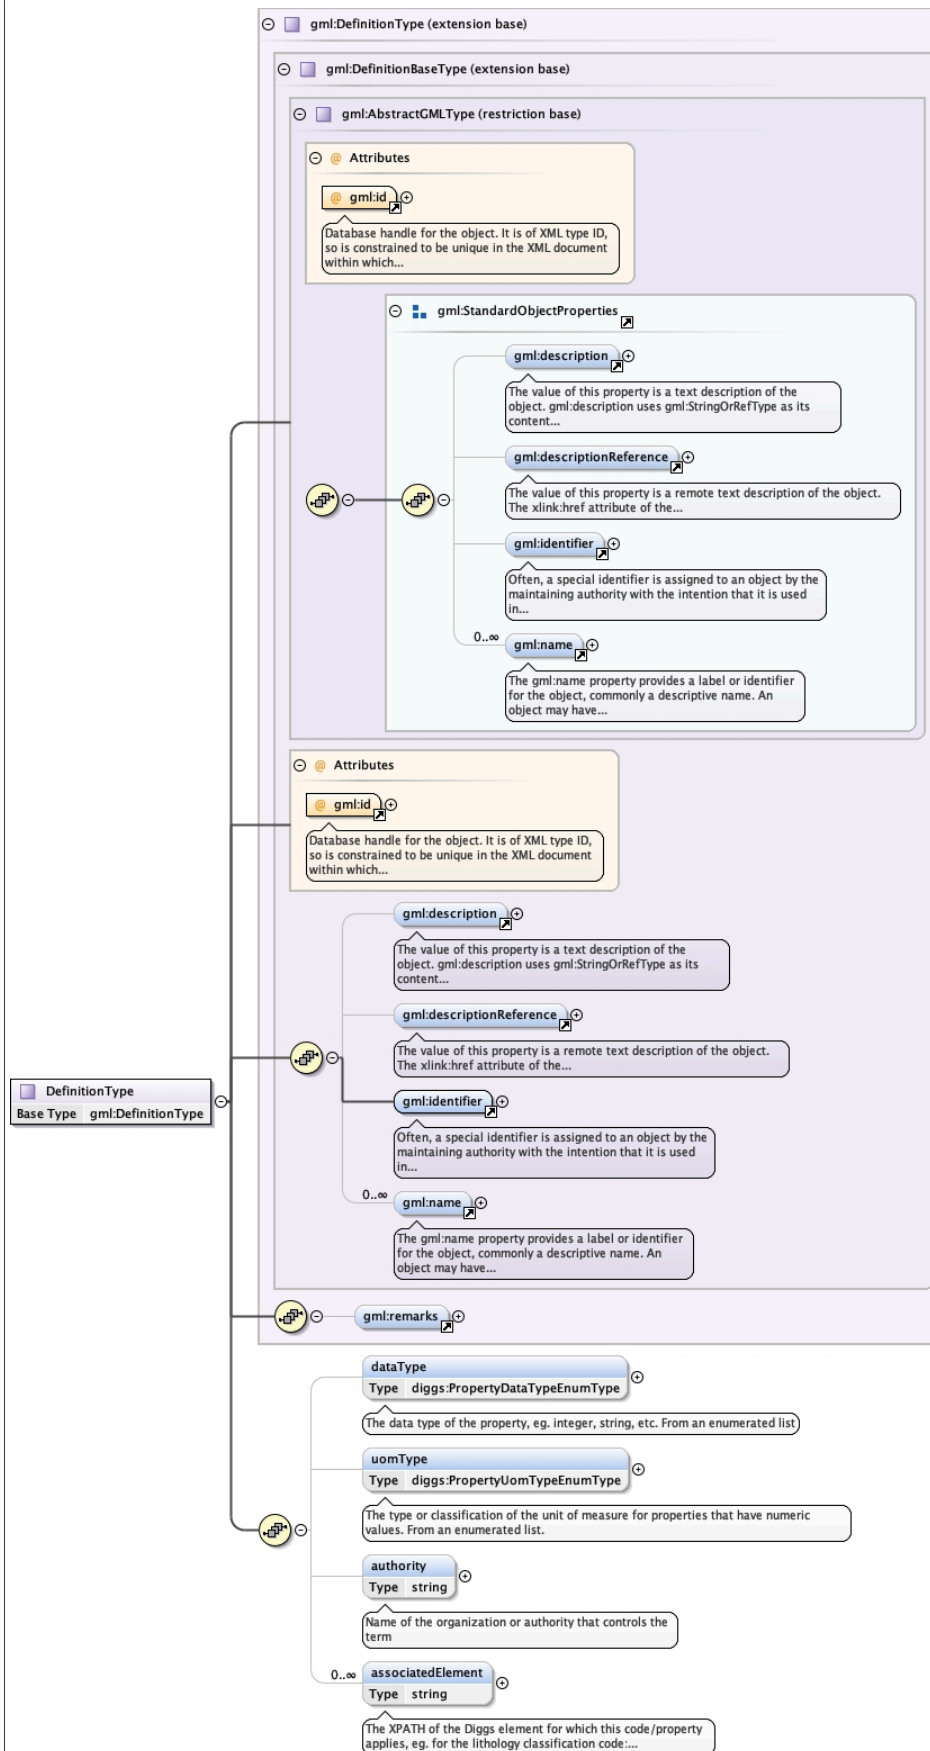 gml:DefinitionType (extension base)
gml:DefinitionBaseType (extension base)
gml:AbstractGMLType (restriction base)
@ Attributes
@ gml:id
Database handle for the object. It is of XML type ID,
so is constrained to be unique in the XML document
within which...
gml:StandardObjectProperties
gml:description
The value of this property is a text description of the
object. gml:description uses gml:StringOrRefType as its
content...
gml:descriptionReference
The value of this property is a remote text description of the object.
The xlink:href attribute of the...
gml:identifier
Often, a special identifier is assigned to an object by the
maintaining authority with the intention that it is used
in...
0..∞
gml:name
The gml:name property provides a label or identifier
for the object, commonly a descriptive name. An
object may have...
@ Attributes
@ gml:id
Database handle for the object. It is of XML type ID,
so is constrained to be unique in the XML document
within which...
gml:description
The value of this property is a text description of the
object. gml:description uses gml:StringOrRefType as its
content...
gml:descriptionReference
The value of this property is a remote text description of the object.
The xlink:href attribute of the...
DefinitionType
Base Type gml:DefinitionType
gml:identifier
Often, a special identifier is assigned to an object by the
maintaining authority with the intention that it is used
in...
0..∞
gml:name
The gml:name property provides a label or identifier
for the object, commonly a descriptive name. An
object may have...
gml:remarks
dataType
Type diggs:PropertyDataTypeEnumType
The data type of the property, eg. integer, string, etc. From an enumerated list
uomType
Type diggs:PropertyUomTypeEnumType
The type or classification of the unit of measure for properties that have numeric
values. From an enumerated list.
authority
Type string
Name of the organization or authority that controls the
term
0..∞
associatedElement
Type string
The XPATH of the Diggs element for which this code/property
applies, eg. for the lithology classification code:...